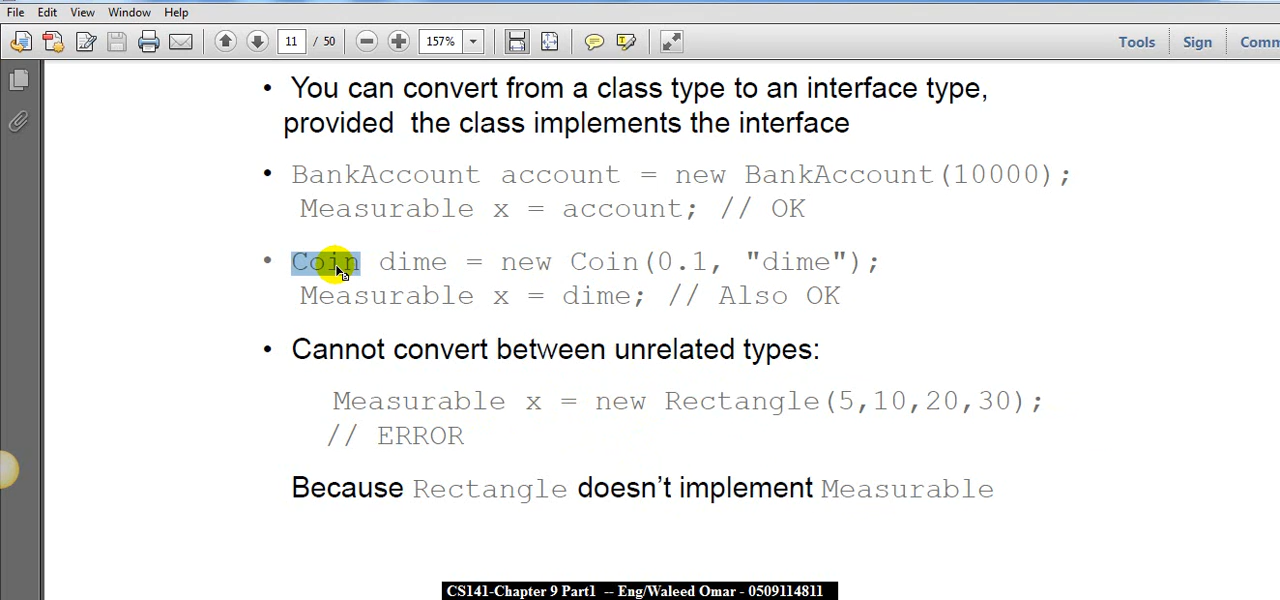 File Edit View Window Help
11 / 50 157% Tools Sign Comm
• You can convert from a class type to an interface type,
provided the class implements the interface
• BankAccount account = new BankAccount(10000);
Measurable x = account; // OK
• Coin dime = new Coin(0.1, "dime");
Measurable x = dime; // Also OK
• Cannot convert between unrelated types:
Measurable x = new Rectangle(5,10,20,30);
// ERROR
Because Rectangle doesn’t implement Measurable
CS141-Chapter 9 Part1 -- Eng/Waleed Omar - 0509114811